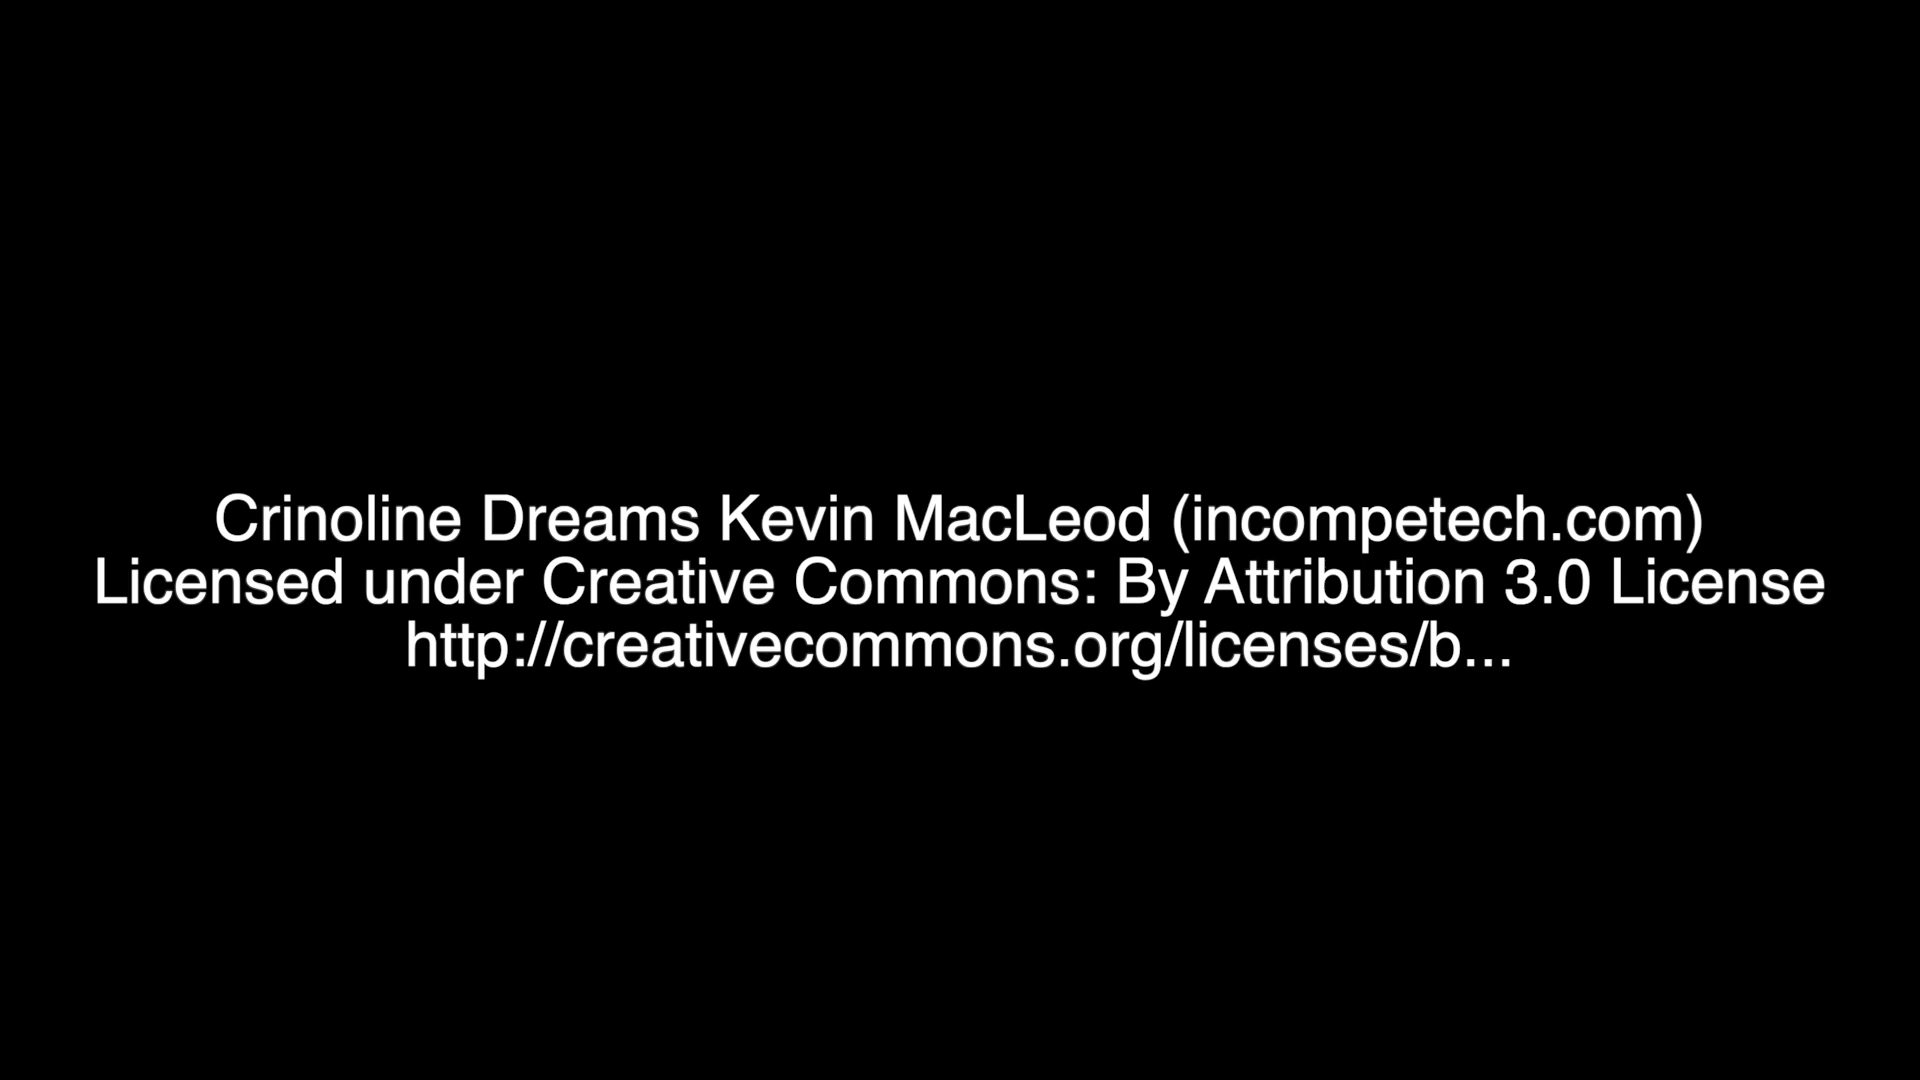 Crinoline Dreams Kevin MacLeod (incompetech.com)
Licensed under Creative Commons: By Attribution 3.0 License
http://creativecommons.org/licenses/b...